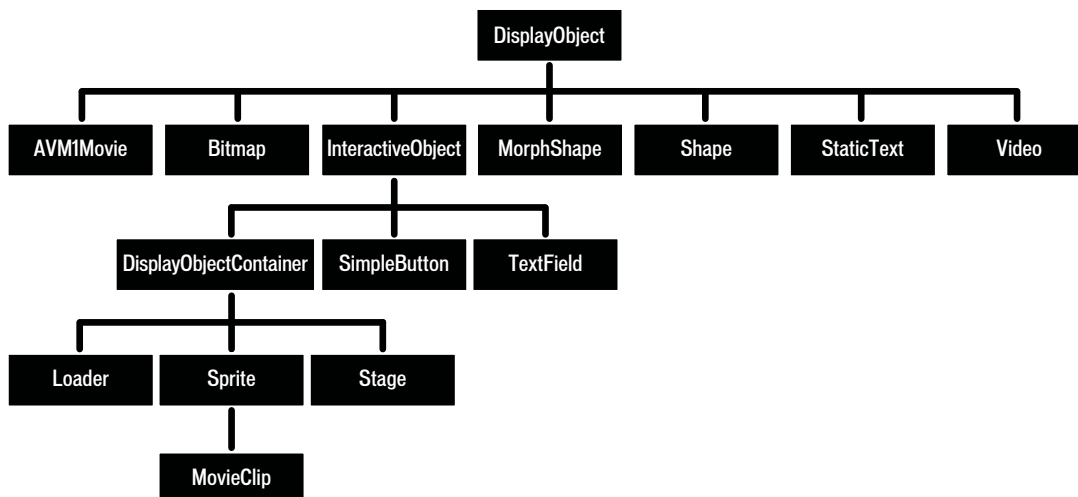 DisplayObject
AVM1Movie
Bitmap
InteractiveObject
MorphShape
Shape
StaticText
Video
DisplayObjectContainer
SimpleButton
TextField
Loader
Sprite
Stage
MovieClip